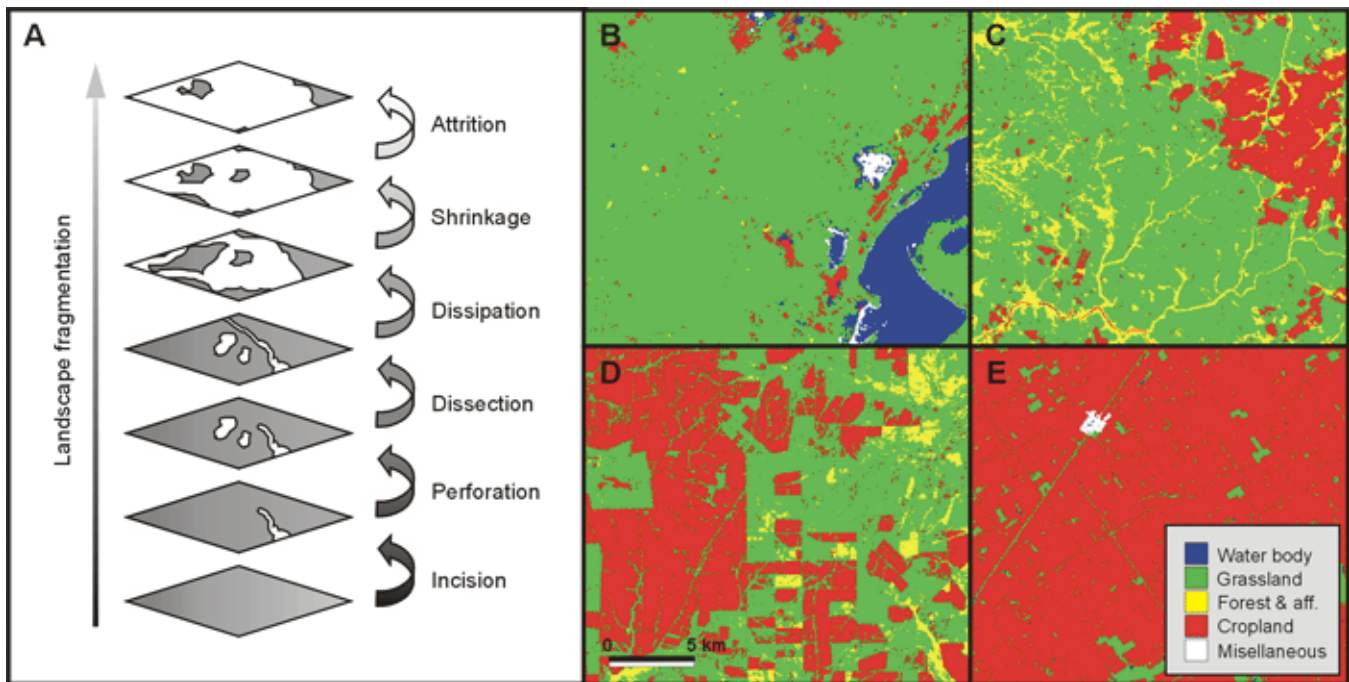 A
Landscape fragmentation
Attrition
Shrinkage
Dissipation
Dissection
Perforation
Incision
B
C
D
0 5 km
E
Water body
Grassland
Forest & aff.
Cropland
Misellaneous